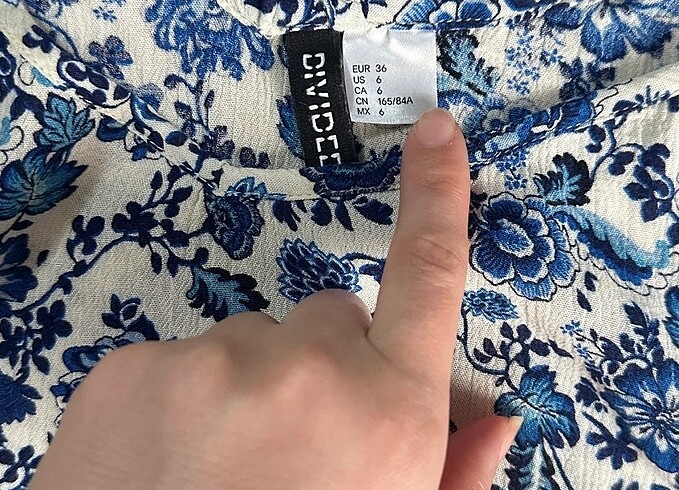 DIVIDED
EUR 36
US 6
CA 6
CN 165/84A
MX 6